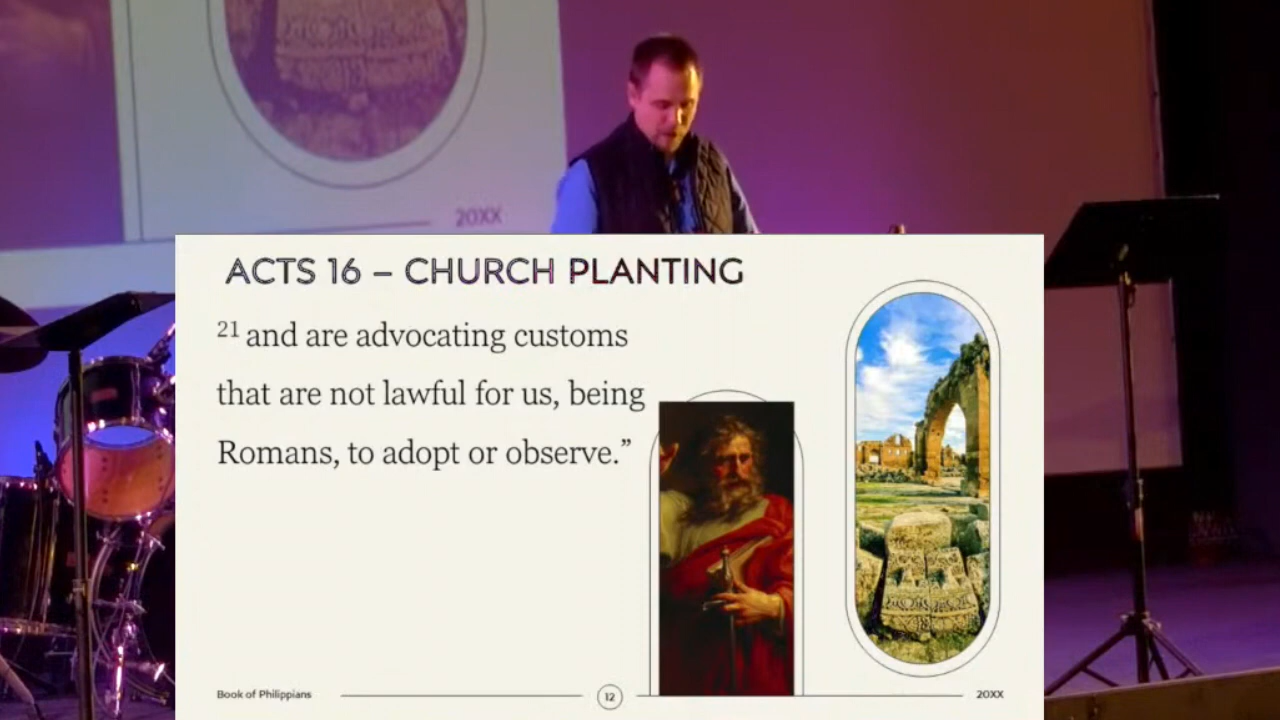 20XX
ACTS 16 – CHURCH PLANTING
21 and are advocating customs
that are not lawful for us, being
Romans, to adopt or observe.”
Book of Philippians
12
20XX